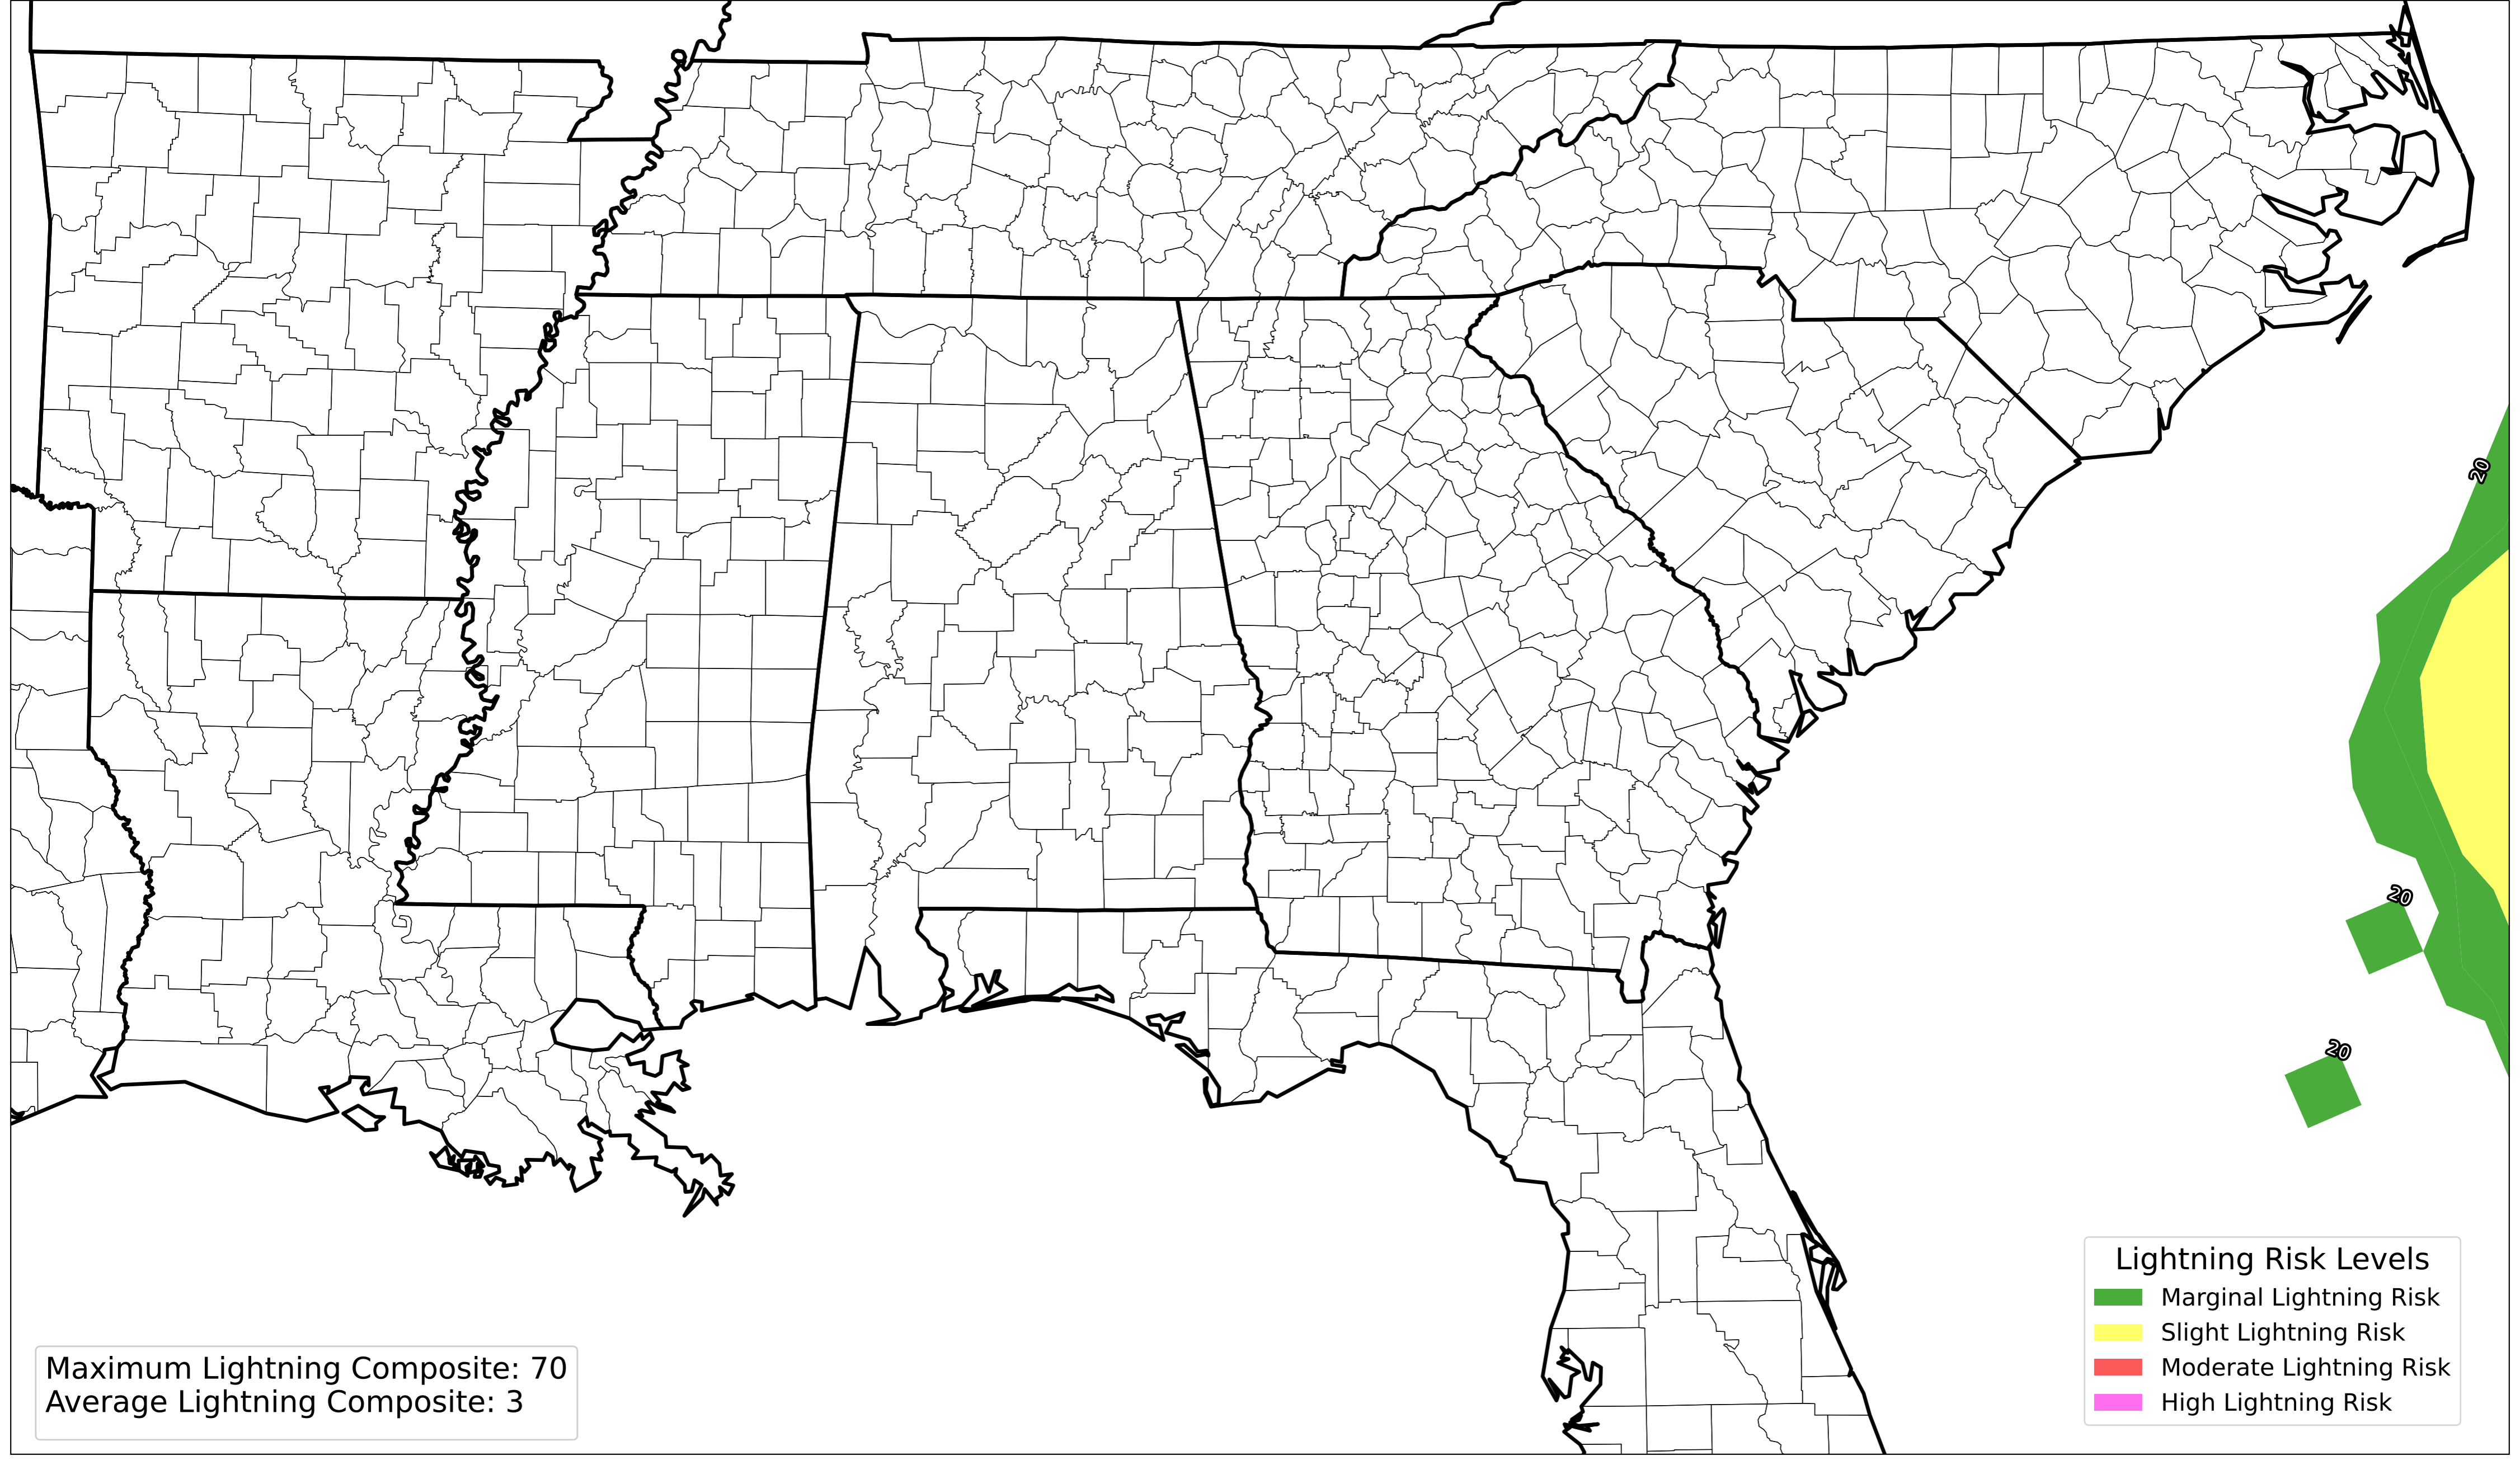 20
20
20
Lightning Risk Levels
Marginal Lightning Risk
Slight Lightning Risk
Moderate Lightning Risk
High Lightning Risk
Maximum Lightning Composite: 70
Average Lightning Composite: 3